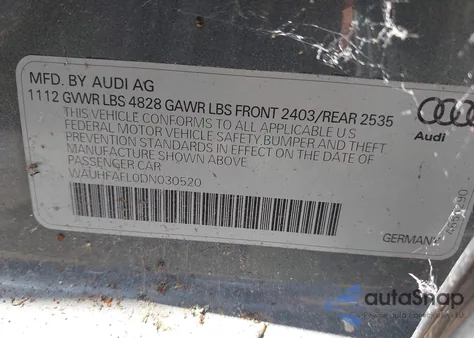 MFD. BY AUDI AG
1112 GVWR LBS 4828 GAWR LBS FRONT 2403/REAR 2535
THIS VEHICLE CONFORMS TO ALL APPLICABLE U S
FEDERAL MOTOR VEHICLE SAFETY,BUMPER AND THEFT
PREVENTION STANDARDS IN EFFECT ON THE DATE OF
MANUFACTURE SHOWN ABOVE
PASSENGER CAR
WAUHFAFL0DN030520
Audi
GERMANY
autoSnap